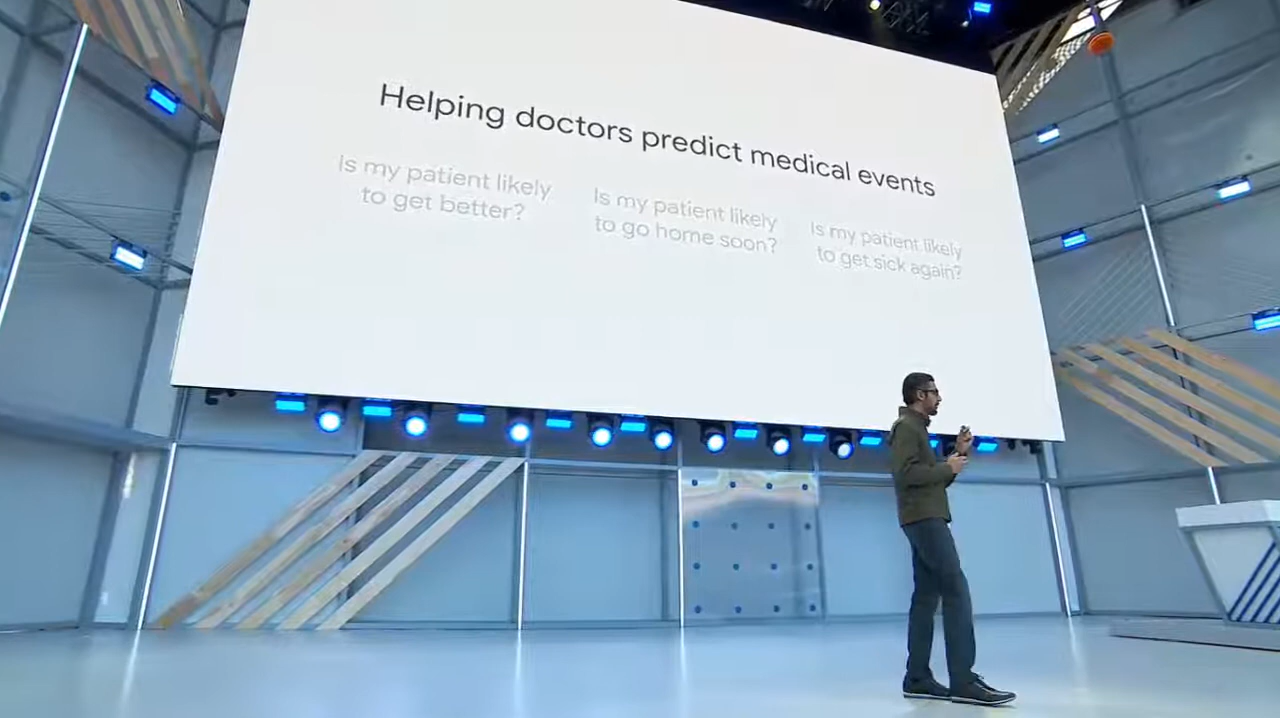 Helping doctors predict medical events
Is my patient likely
to get better?
Is my patient likely
to go home soon?
Is my patient likely
to get sick again?